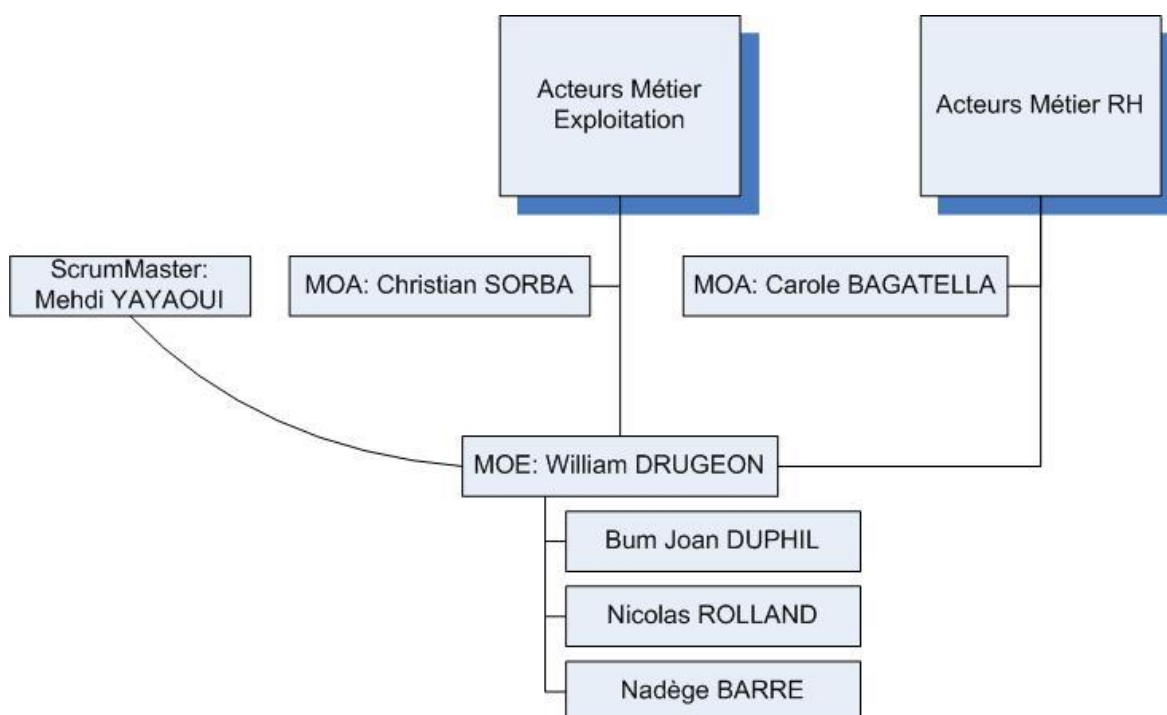 Acteurs Métier
Exploitation
Acteurs Métier RH
ScrumMaster:
Mehdi YAYAOUI
MOA: Christian SORBA
MOA: Carole BAGATELLA
MOE: William DRUGEON
Bum Joan DUPHIL
Nicolas ROLLAND
Nadège BARRE